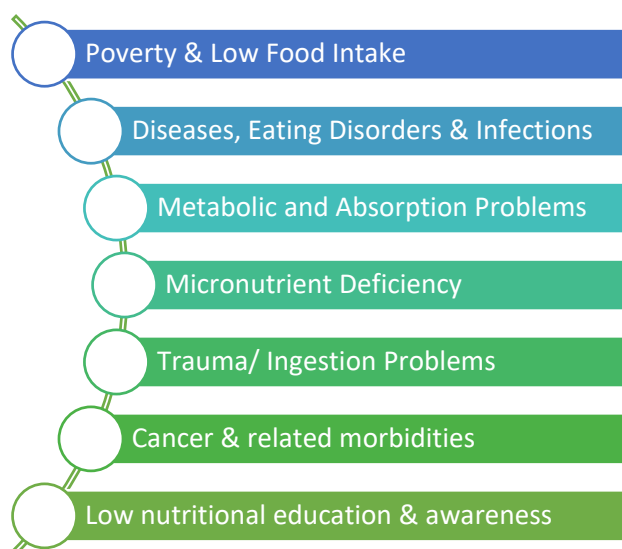 Poverty & Low Food Intake
Diseases, Eating Disorders & Infections
Metabolic and Absorption Problems
Micronutrient Deficiency
Trauma/ Ingestion Problems
Cancer & related morbidities
Low nutritional education & awareness